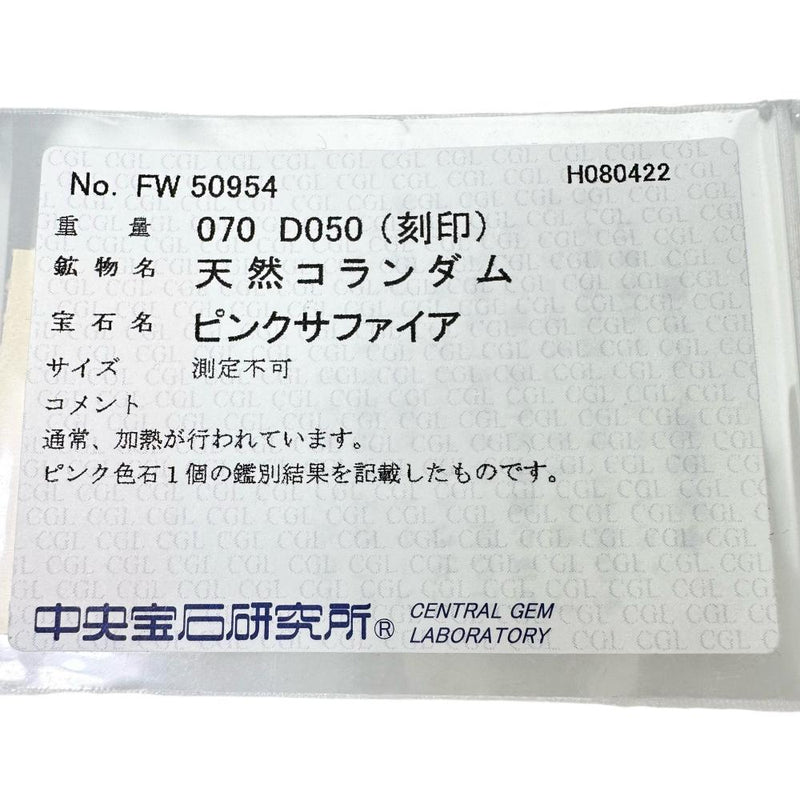 No. FW 50954 H080422
重量 070 D050(刻印)
鉱物名 天然コランダム
宝石名 ピンクサファイア
サイズ 測定不可
コメント
通常、加熱が行われています。
ピンク色石1個の鑑別結果を記載したものです。
中央宝石研究所® CENTRAL GEM
LABORATORY